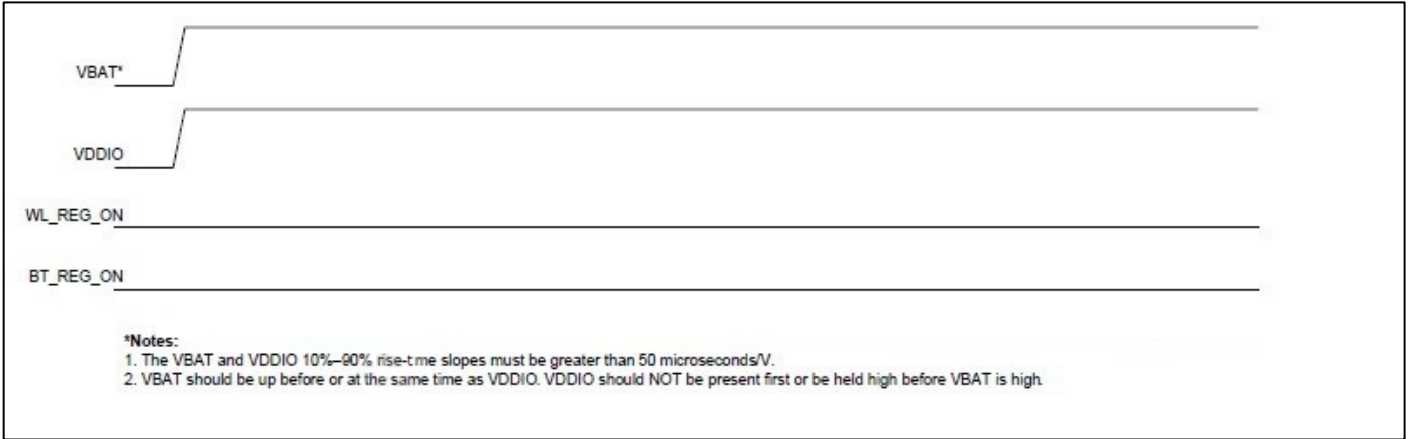 VBAT*
VDDIO
WL_REG_ON
BT_REG_ON
*Notes:
1. The VBAT and VDDIO 10%–90% rise-t me slopes must be greater than 50 microseconds/V.
2. VBAT should be up before or at the same time as VDDIO. VDDIO should NOT be present first or be held high before VBAT is high.